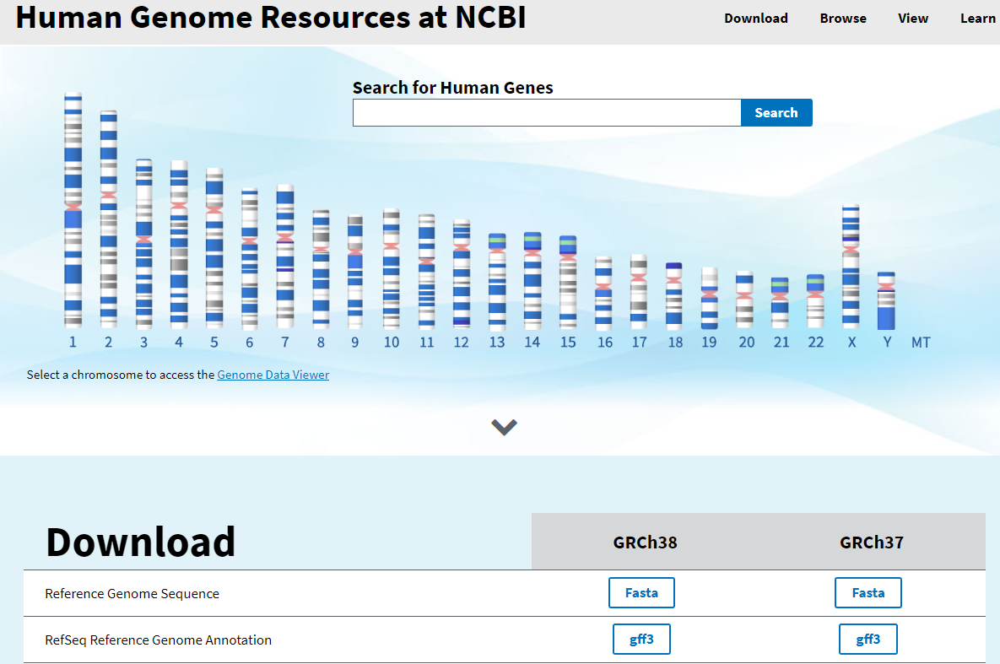 Human Genome Resources at NCBI
Download Browse View Learn
Search for Human Genes
Search
1 2 3 4 5 6 7 8 9 10 11 12 13 14 15 16 17 18 19 20 21 22 X Y MT
Select a chromosome to access the Genome Data Viewer
Download GRCh38 GRCh37
Reference Genome Sequence Fasta Fasta
RefSeq Reference Genome Annotation gff3 gff3